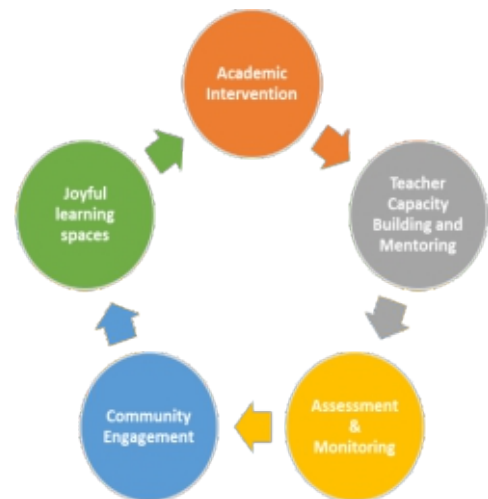 Academic
Intervention
Teacher
Capacity
Building and
Mentoring
Assessment
&
Monitoring
Community
Engagement
Joyful
learning
spaces